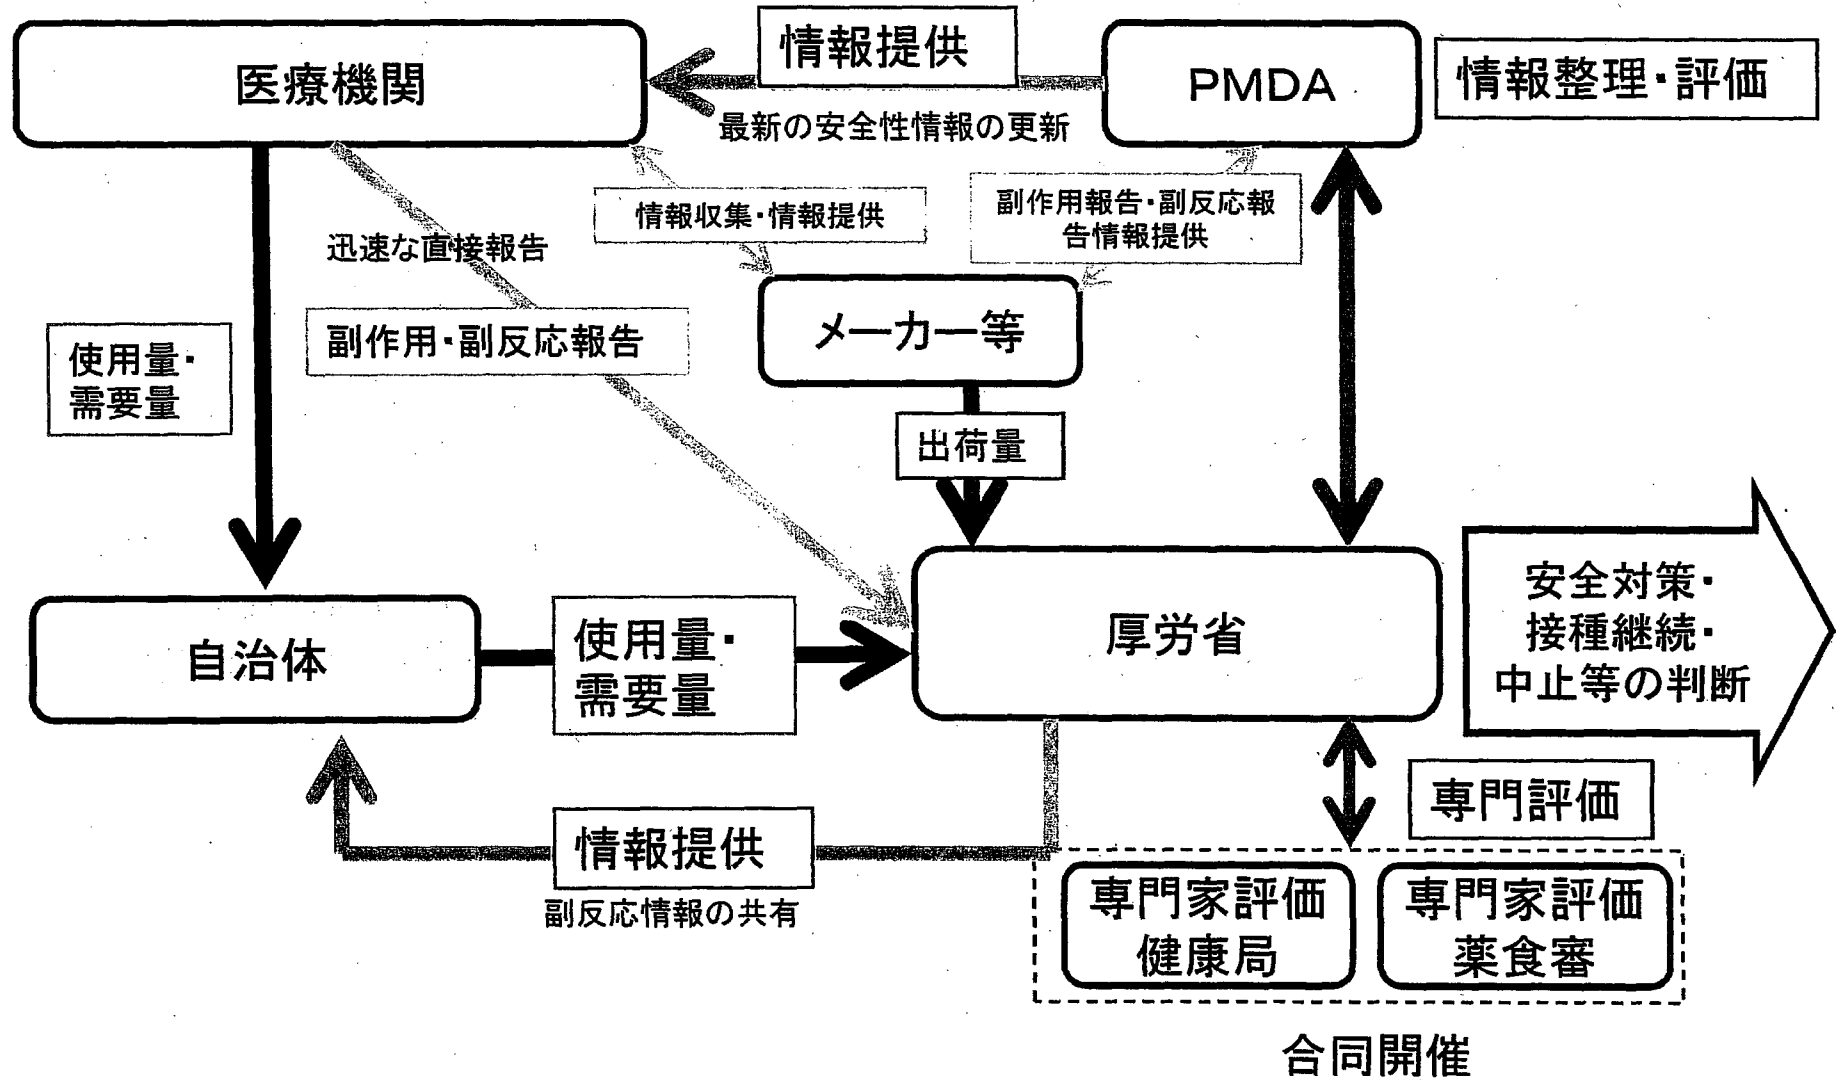 医療機関
情報提供
最新の安全性情報の更新
PMDA
情報整理・評価
情報収集・情報提供
副作用報告・副反応報
告情報提供
迅速な直接報告
副作用・副反応報告
メーカー等
使用量・
需要量
出荷量
自治体
使用量・
需要量
厚労省
安全対策・
接種継続・
中止等の判断
情報提供
副反応情報の共有
専門評価
専門家評価
健康局
専門家評価
薬食審
合同開催